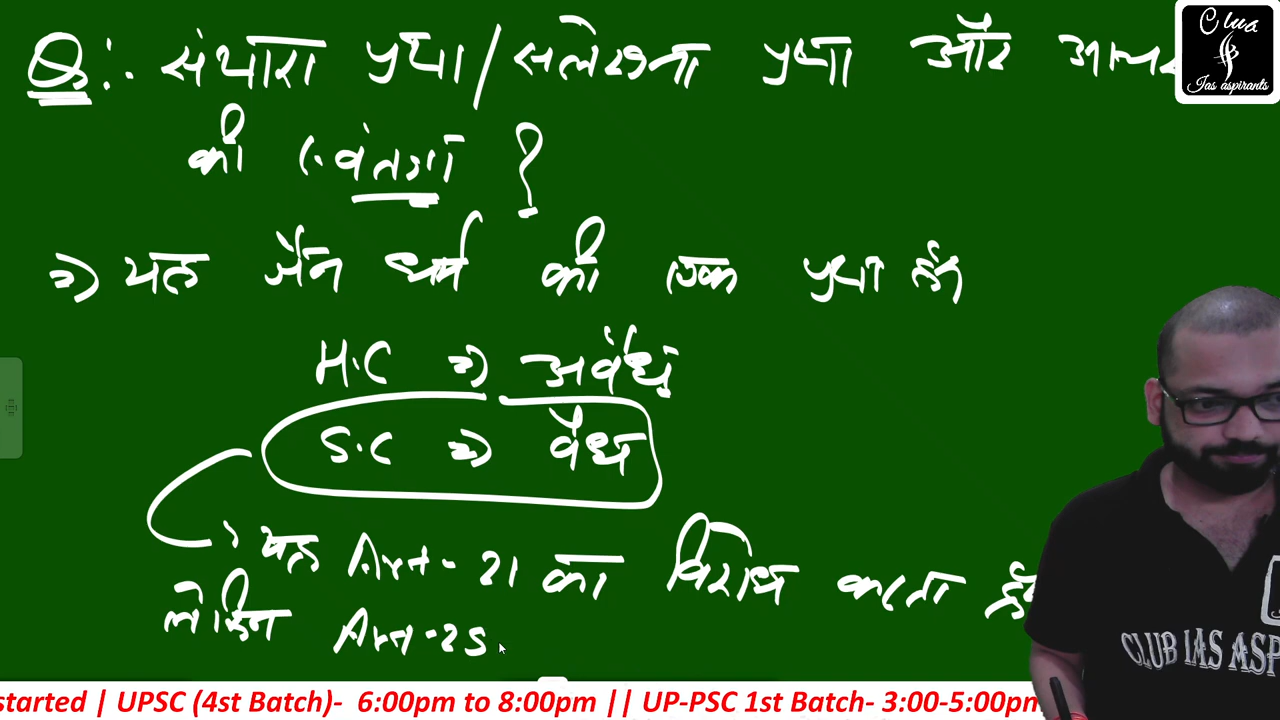 Q:. संथारा प्रथा/सलेखना प्रथा और
की स्वंतत्रता ?
⇒ यह जैन धर्म की एक प्रथा हैं
H.C ⇒ अवैध
S.C ⇒ वैध
यह Art-21 का विरोध करता हैं
लेकिन Art-25
Club
Ias aspirants
CLUB IAS ASP
started | UPSC (4st Batch)- 6:00pm to 8:00pm || UP-PSC 1st Batch- 3:00-5:00pm